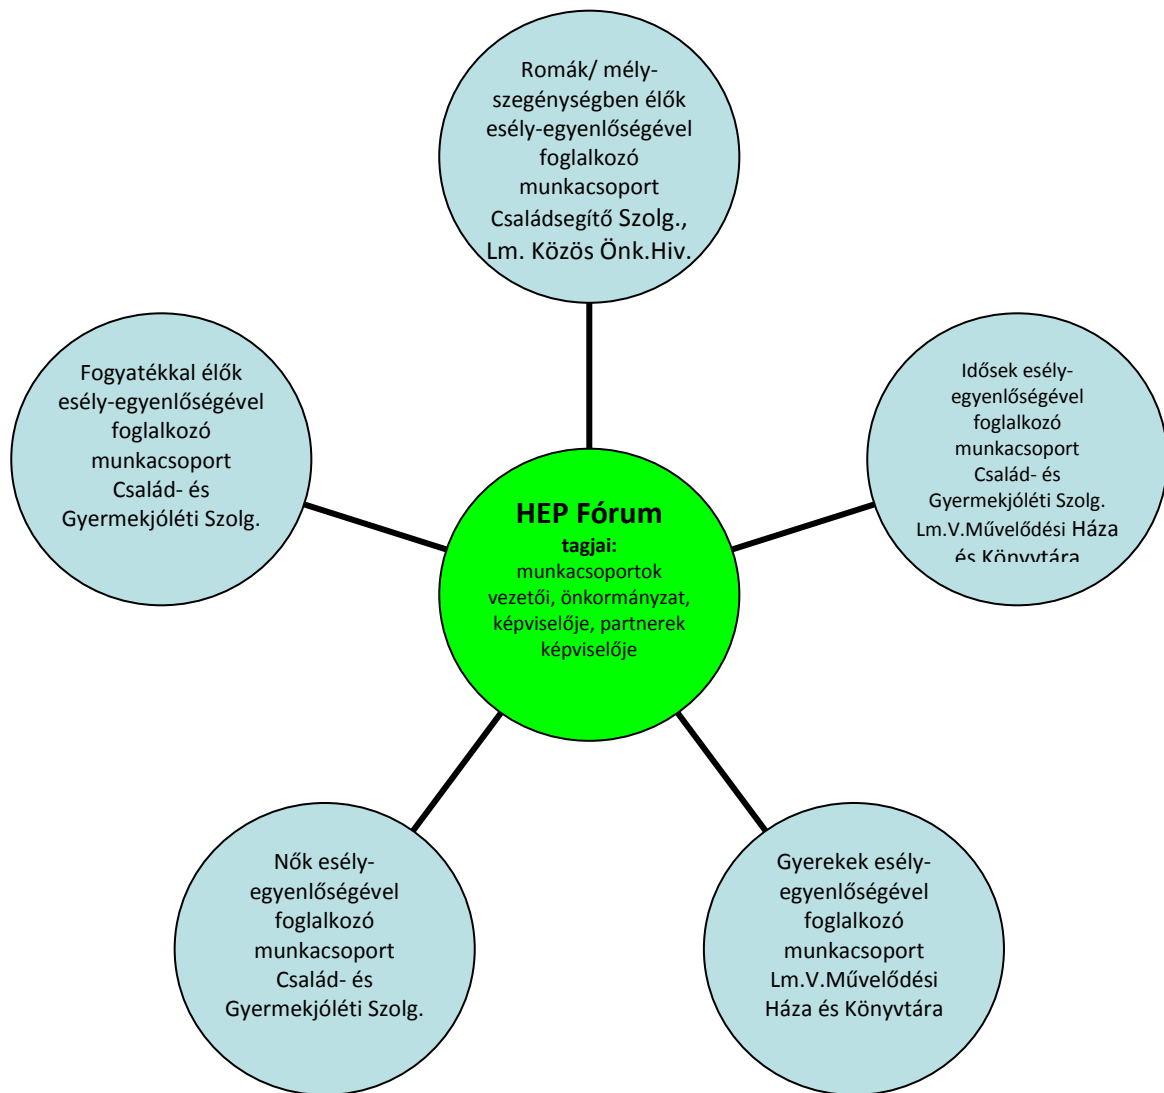 Romák/ mély-
szegénységben élők
esély-egyenlőségével
foglalkozó
munkacsoport
Családsegítő Szolg.,
Lm. Közös Önk.Hiv.
Fogyatékkal élők
esély-egyenlőségével
foglalkozó
munkacsoport
Család- és
Gyermekjóléti Szolg.
Idősek esély-
egyenlőségével
foglalkozó
munkacsoport
Család- és
Gyermekjóléti Szolg.
Lm.V.Művelődési Háza
és Könyvtára
HEP Fórum
tagjai:
munkacsoportok
vezetői, önkormányzat,
képviselője, partnerek
képviselője
Nők esély-
egyenlőségével
foglalkozó
munkacsoport
Család- és
Gyermekjóléti Szolg.
Gyerekek esély-
egyenlőségével
foglalkozó
munkacsoport
Lm.V.Művelődési
Háza és Könyvtára